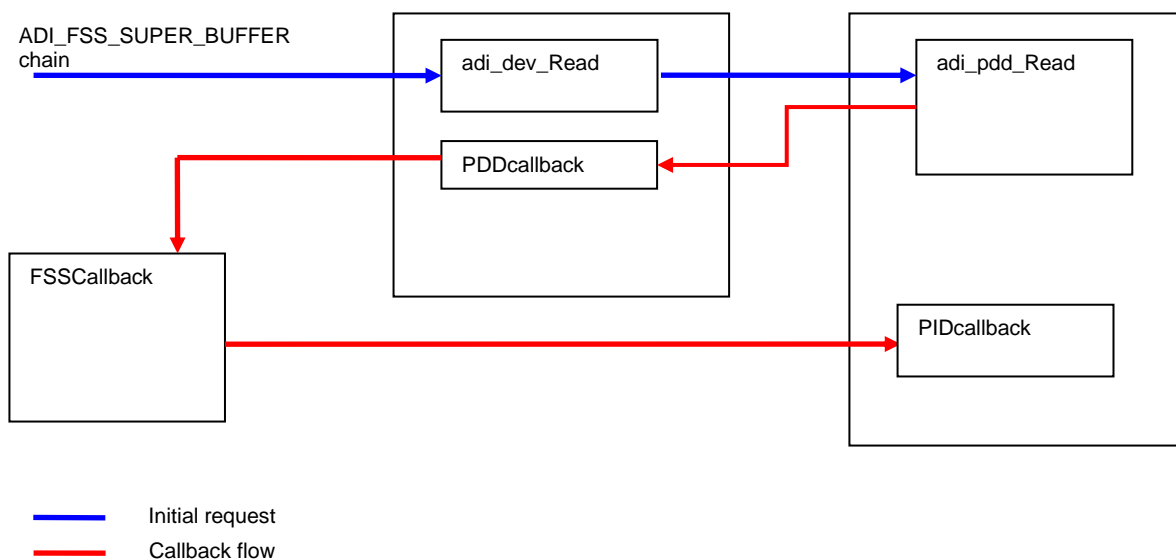 ADI_FSS_SUPER_BUFFER
chain
adi_dev_Read
adi_pdd_Read
PDDcallback
FSSCallback
PIDcallback
Initial request
Callback flow